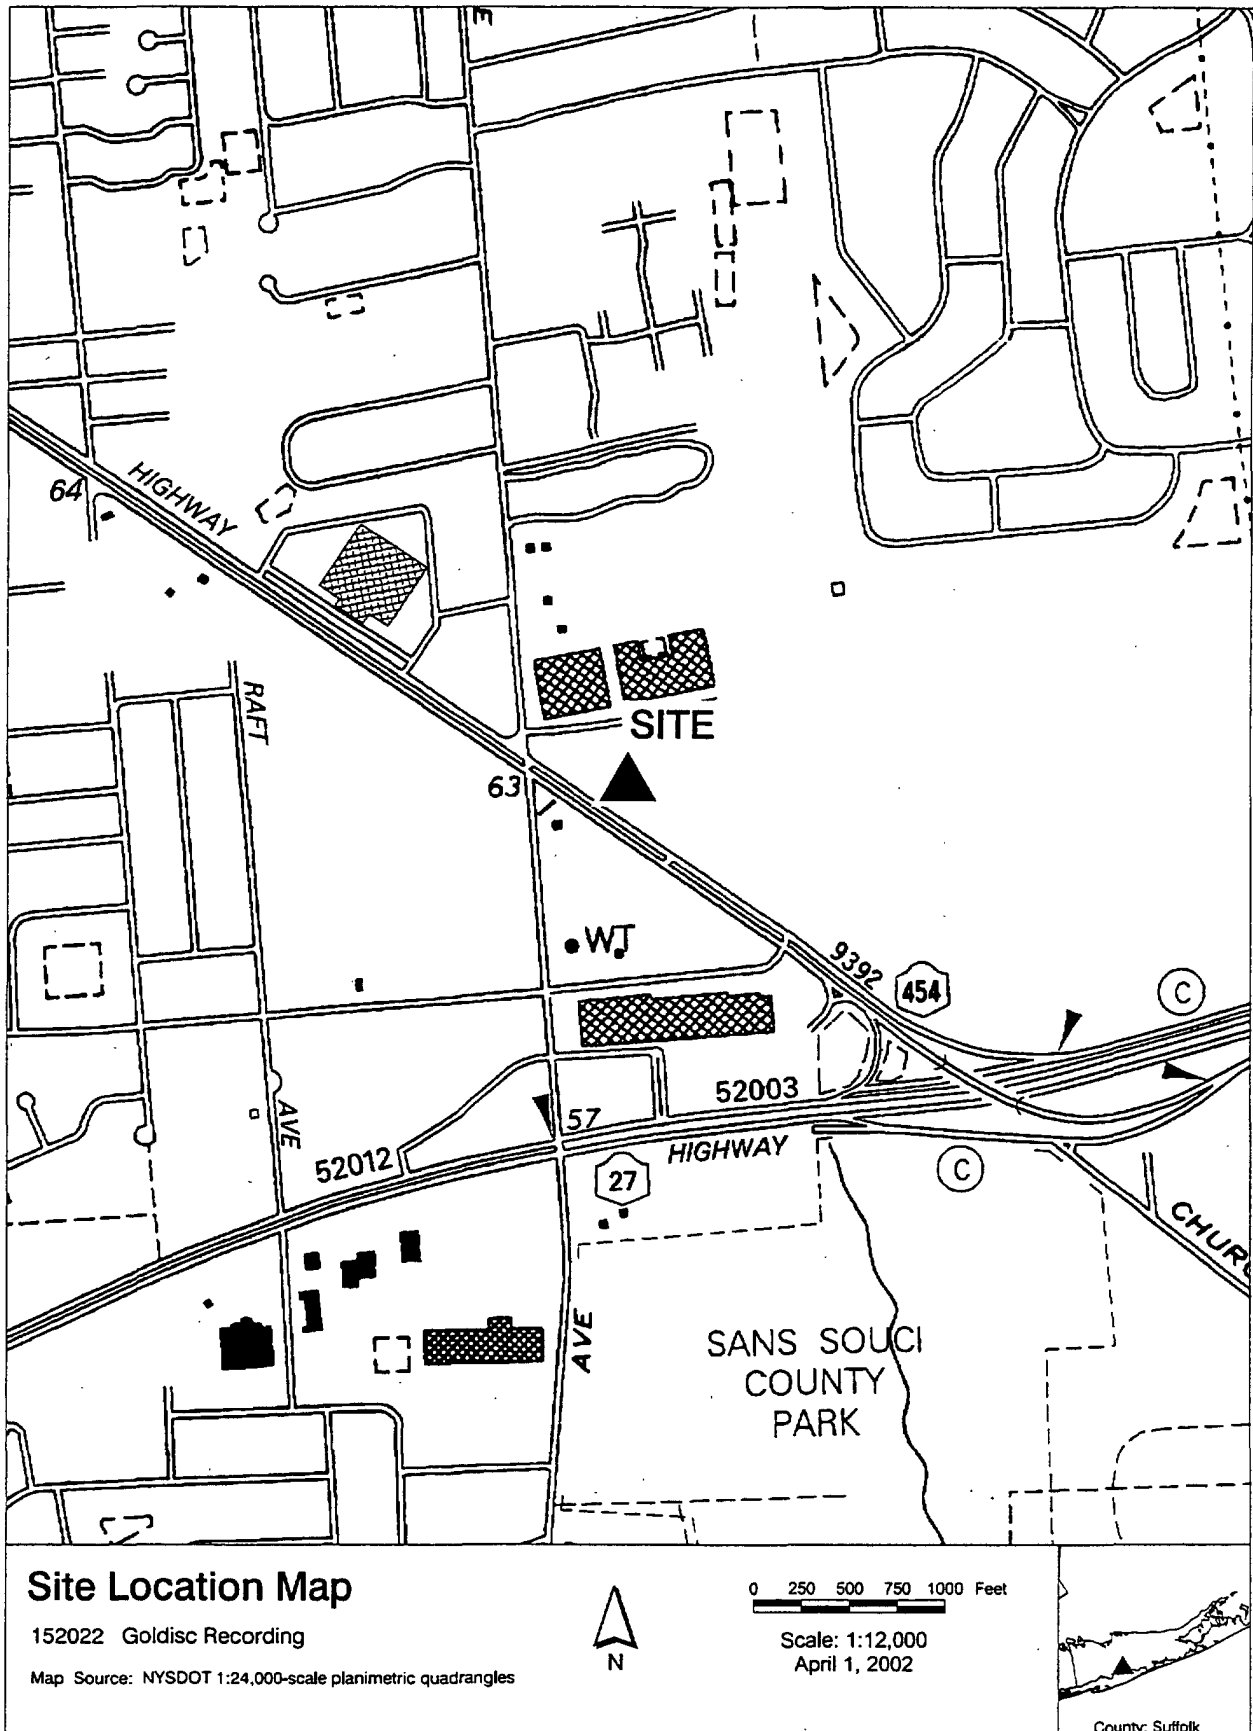 E
64
HIGHWAY
RAFT
SITE
63
WT
9392
454
C
AVE
52003
57
52012
HIGHWAY
27
C
CHURC
AVE
SANS SOUCI
COUNTY
PARK
Site Location Map
152022 Goldisc Recording
Map Source: NYSDOT 1:24,000-scale planimetric quadrangles
N
0 250 500 750 1000 Feet
Scale: 1:12,000
April 1, 2002
County: Suffolk